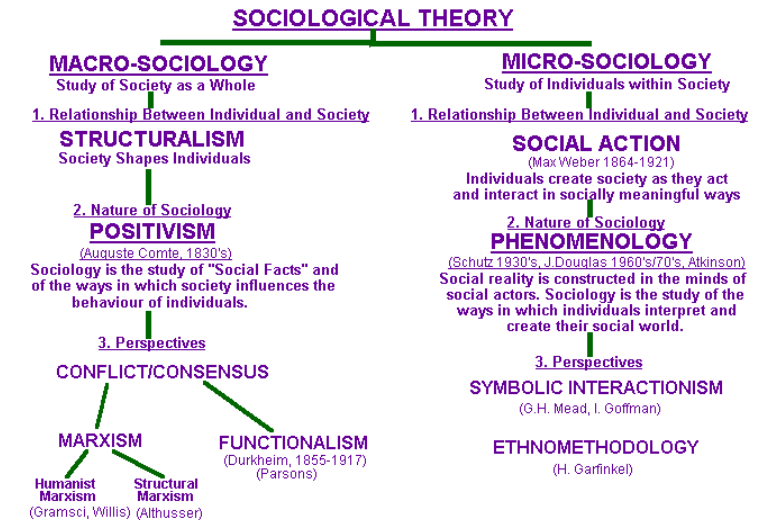 SOCIOLOGICAL THEORY
MACRO-SOCIOLOGY
Study of Society as a Whole
1. Relationship Between Individual and Society
STRUCTURALISM
Society Shapes Individuals
2. Nature of Sociology
POSITIVISM
(Auguste Comte, 1830's)
Sociology is the study of "Social Facts" and
of the ways in which society influences the
behaviour of individuals.
3. Perspectives
CONFLICT/CONSENSUS
MARXISM
FUNCTIONALISM
(Durkheim, 1855-1917)
(Parsons)
Humanist
Marxism
(Gramsci, Willis)
Structural
Marxism
(Althusser)
MICRO-SOCIOLOGY
Study of Individuals within Society
1. Relationship Between Individual and Society
SOCIAL ACTION
(Max Weber 1864-1921)
Individuals create society as they act
and interact in socially meaningful ways
2. Nature of Sociology
PHENOMENOLOGY
(Schutz 1930's, J.Douglas 1960's/70's, Atkinson)
Social reality is constructed in the minds of
social actors. Sociology is the study of the
ways in which individuals interpret and
create their social world.
3. Perspectives
SYMBOLIC INTERACTIONISM
(G.H. Mead, I. Goffman)
ETHNOMETHODOLOGY
(H. Garfinkel)